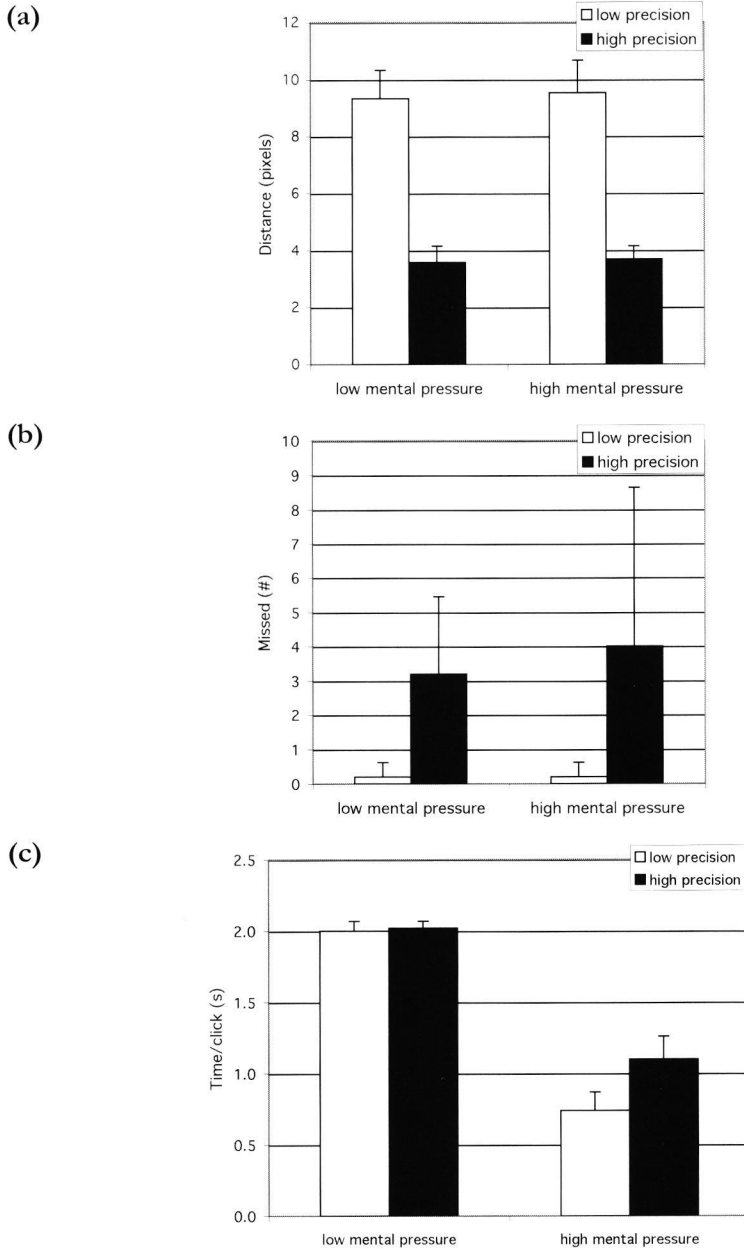 (a)
low precision
high precision
12
10
8
6
4
2
0
Distance (pixels)
low mental pressure
high mental pressure
(b)
low precision
high precision
10
9
8
7
6
5
4
3
2
1
0
Missed (#)
low mental pressure
high mental pressure
(c)
low precision
high precision
2.5
2.0
1.5
1.0
0.5
0.0
Time/click (s)
low mental pressure
high mental pressure